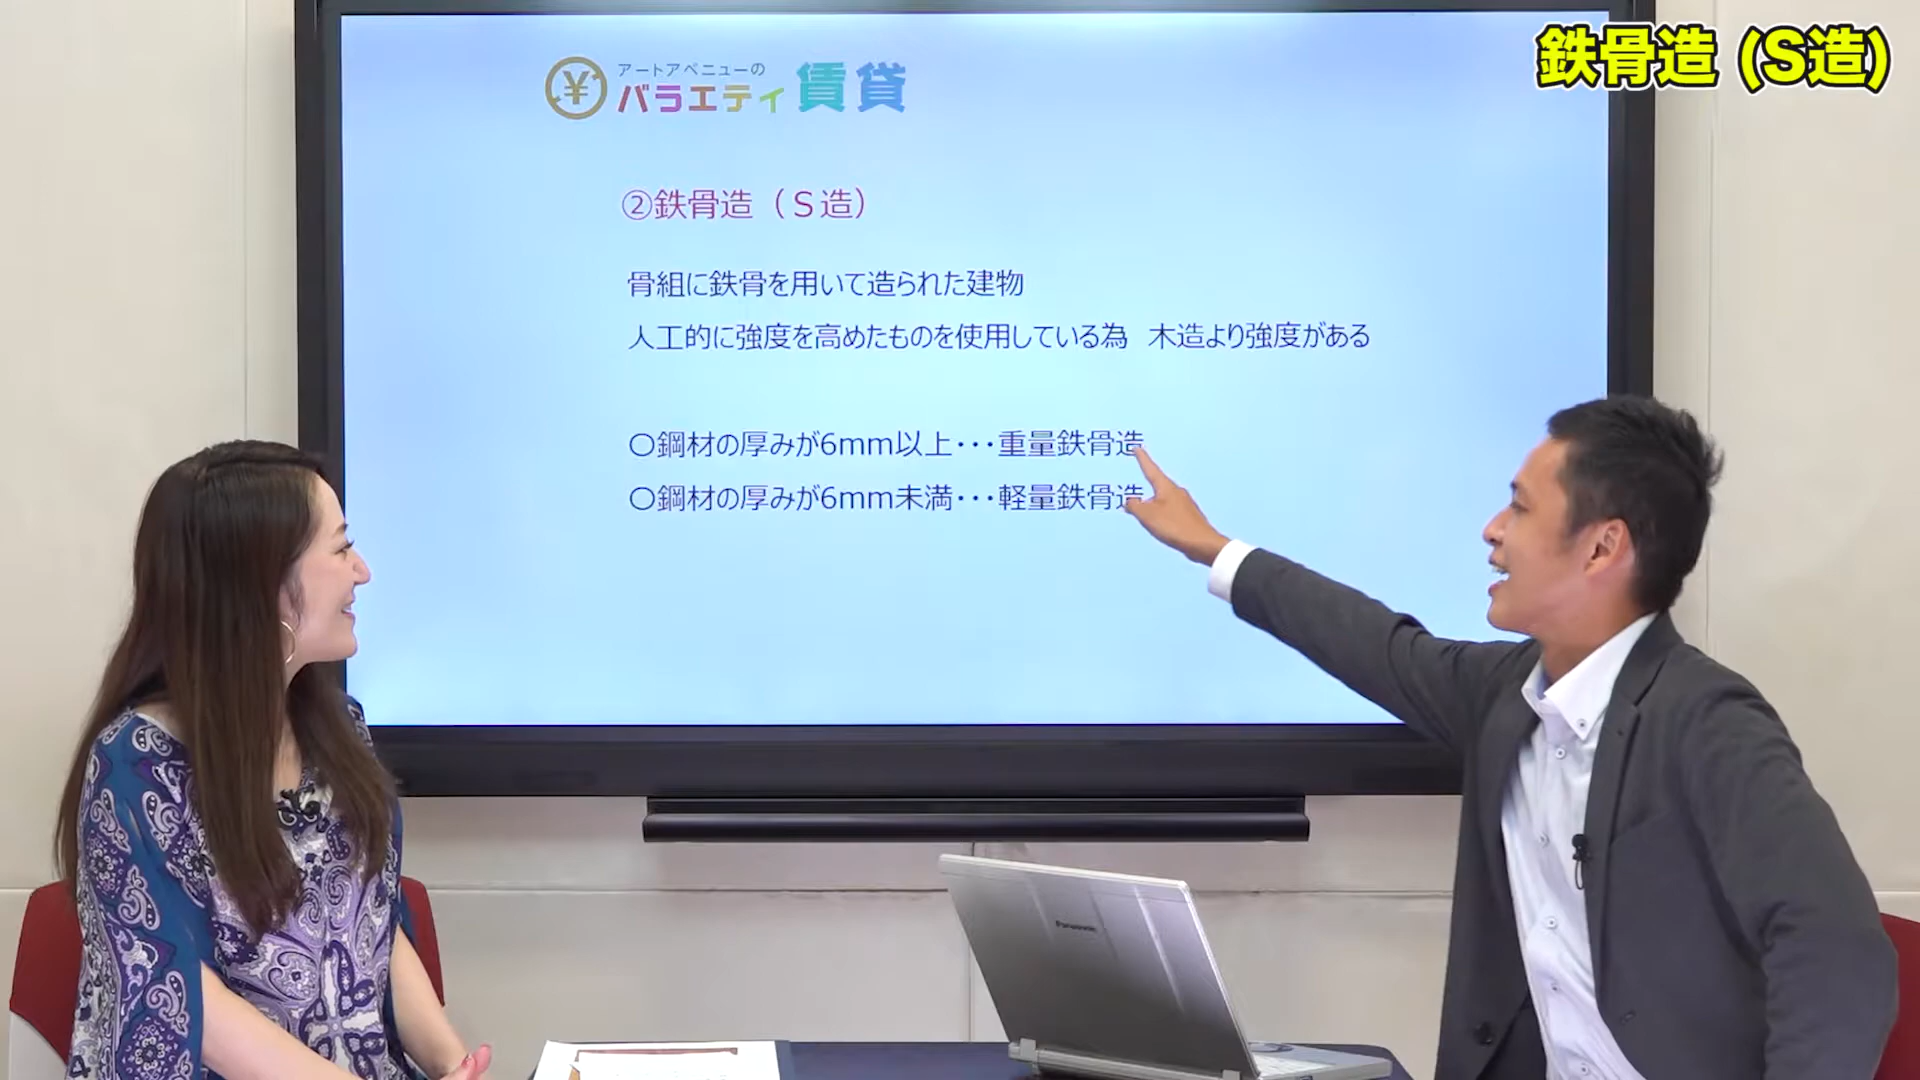 鉄骨造 (S造)
アートアベニューの
バラエティ賃貸
②鉄骨造（Ｓ造）
骨組に鉄骨を用いて造られた建物
人工的に強度を高めたものを使用している為　木造より強度がある
〇鋼材の厚みが6mm以上・・・重量鉄骨造
〇鋼材の厚みが6mm未満・・・軽量鉄骨造
Panasonic